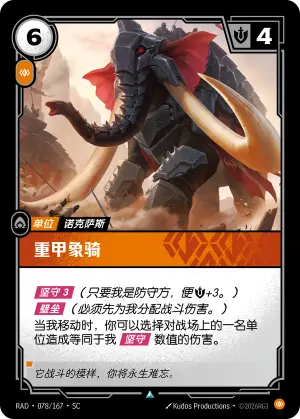 6
4
单位 诺克萨斯
重甲象骑
坚守 3 (只要我是防守方,便+3。)
壁垒 (必须先为我分配战斗伤害。)
当我移动时,你可以选择对战场上的一名单
位造成等同于我 坚守 数值的伤害。
它战斗的模样,你将永生难忘。
RAD · 078/167 · SC
Kudos Productions
©2026RGI